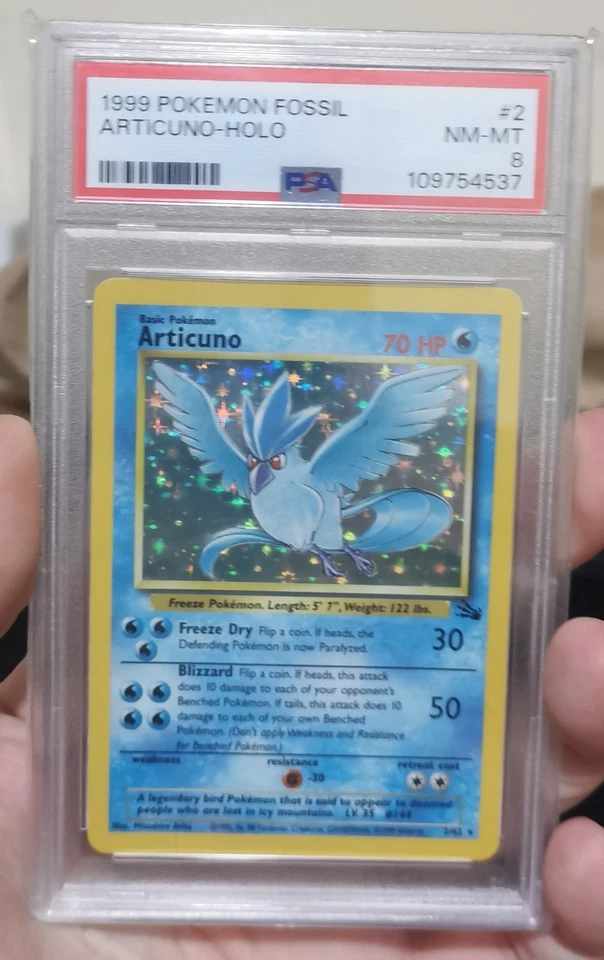 1999 POKEMON FOSSIL #2
ARTICUNO-HOLO NM-MT
8
PSA 109754537
Basic Pokémon
Articuno 70 HP
Freeze Pokémon. Length: 5' 7", Weight: 122 lbs.
Freeze Dry Flip a coin. If heads, the
Defending Pokémon is now Paralyzed.
30
Blizzard Flip a coin. If heads, this attack
does 10 damage to each of your opponent's
Benched Pokémon. If tails, this attack does 10
damage to each of your own Benched
Pokémon. (Don't apply Weakness and Resistance
for Benched Pokémon.)
50
weakness resistance retreat cost
-30
A legendary bird Pokémon that is said to appear to doomed
people who are lost in icy mountains. LV. 35 #144
2/62